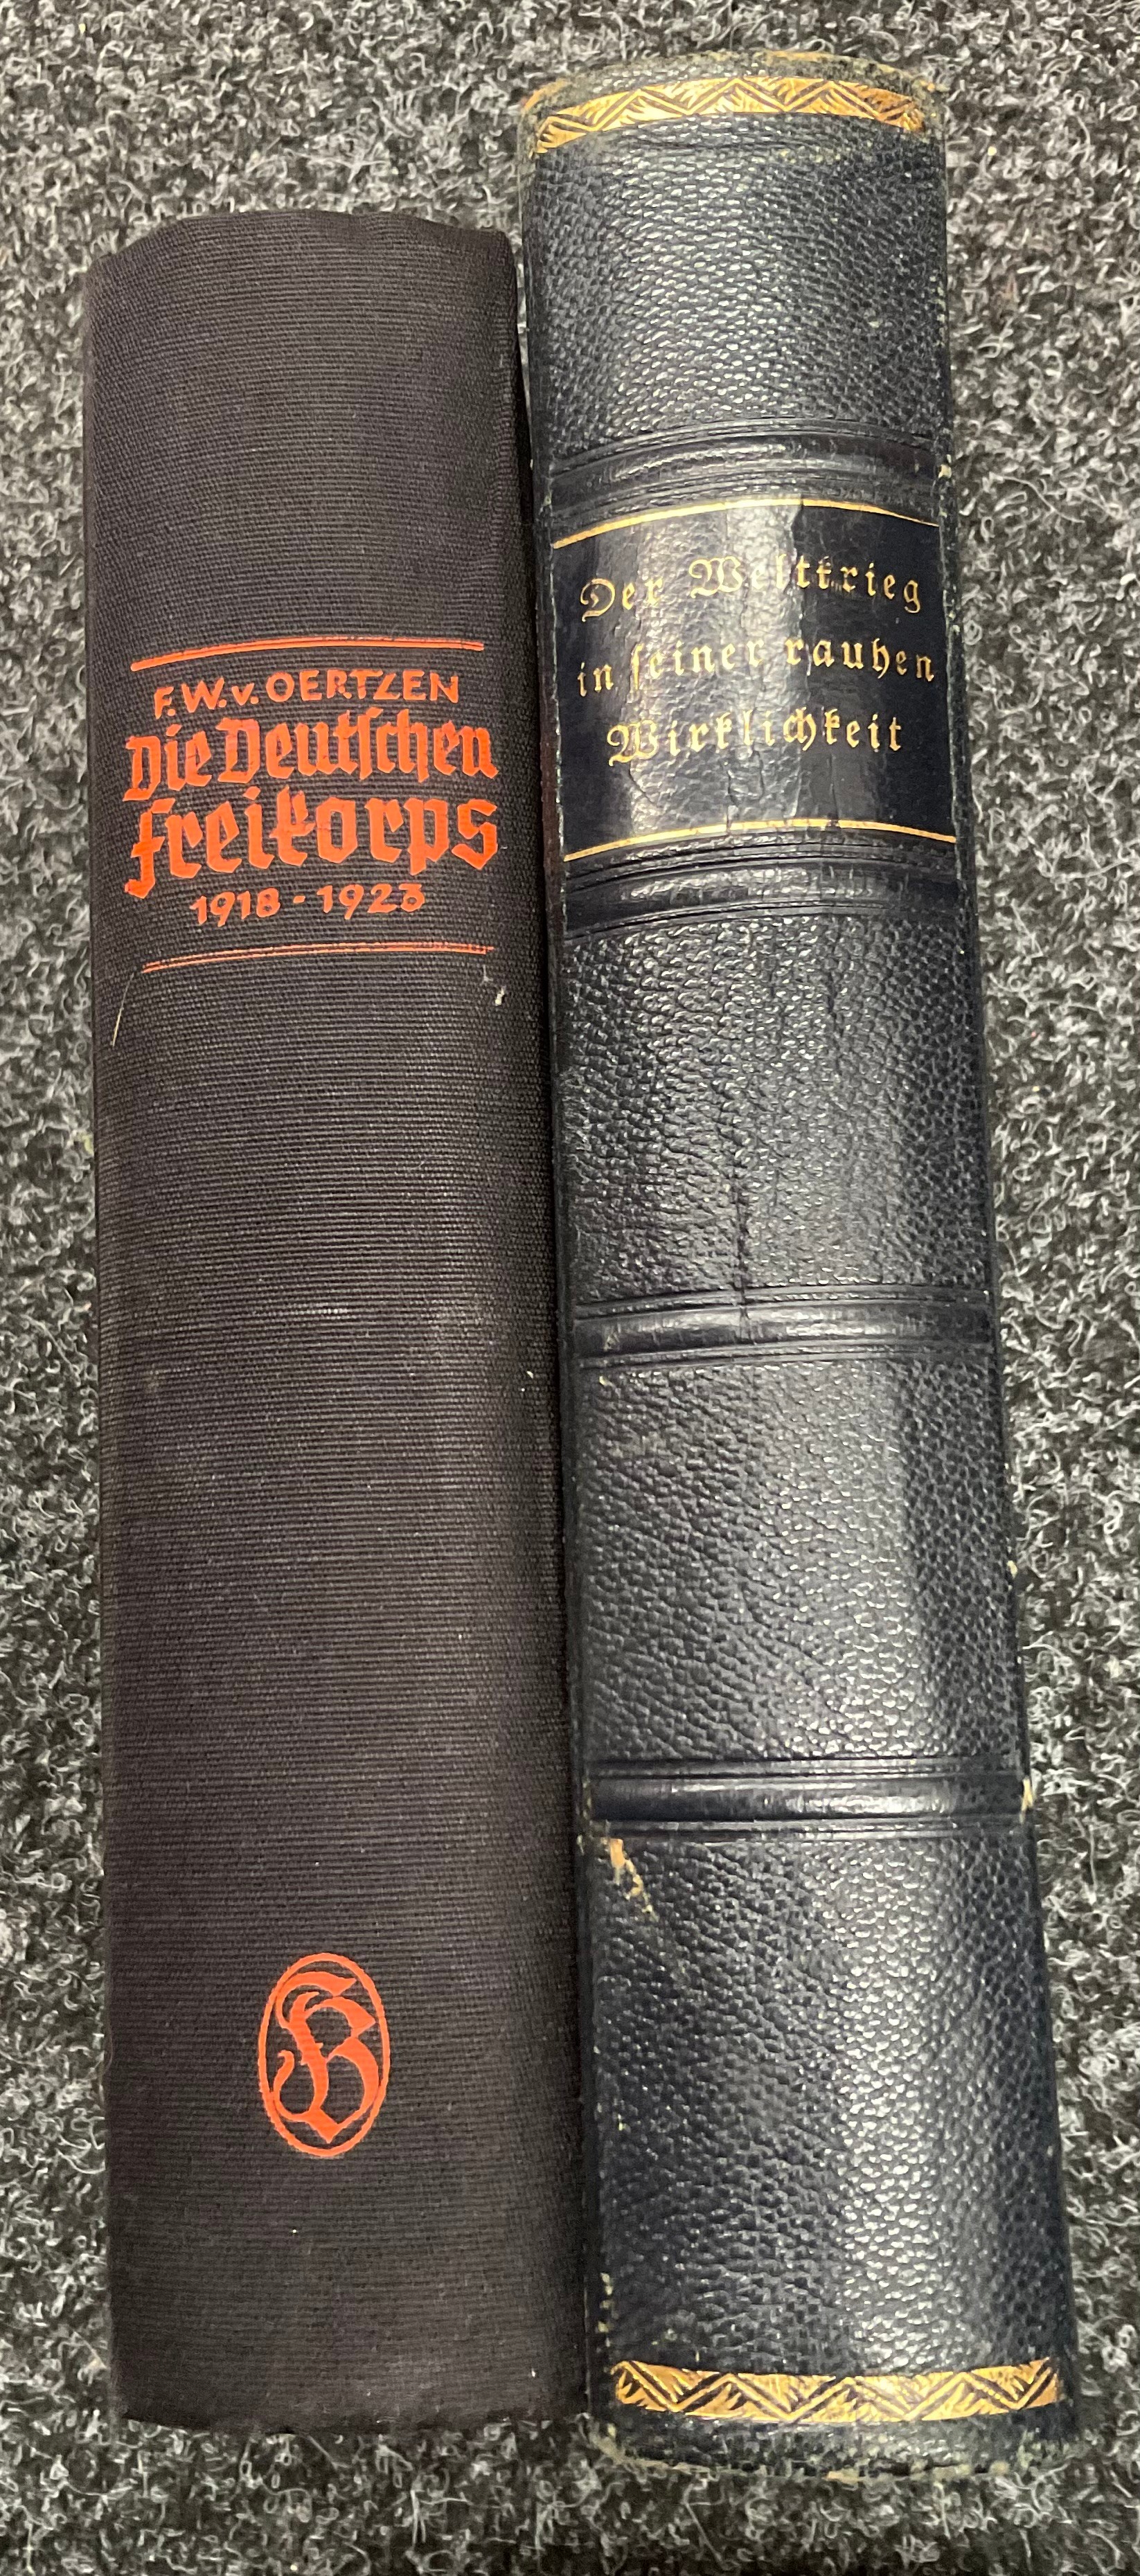 F.W.v.OERTZEN
Die Deutſchen
Freikorps
1918-1923
B
Der Weltkrieg
in ſeiner rauhen
Wirklichkeit